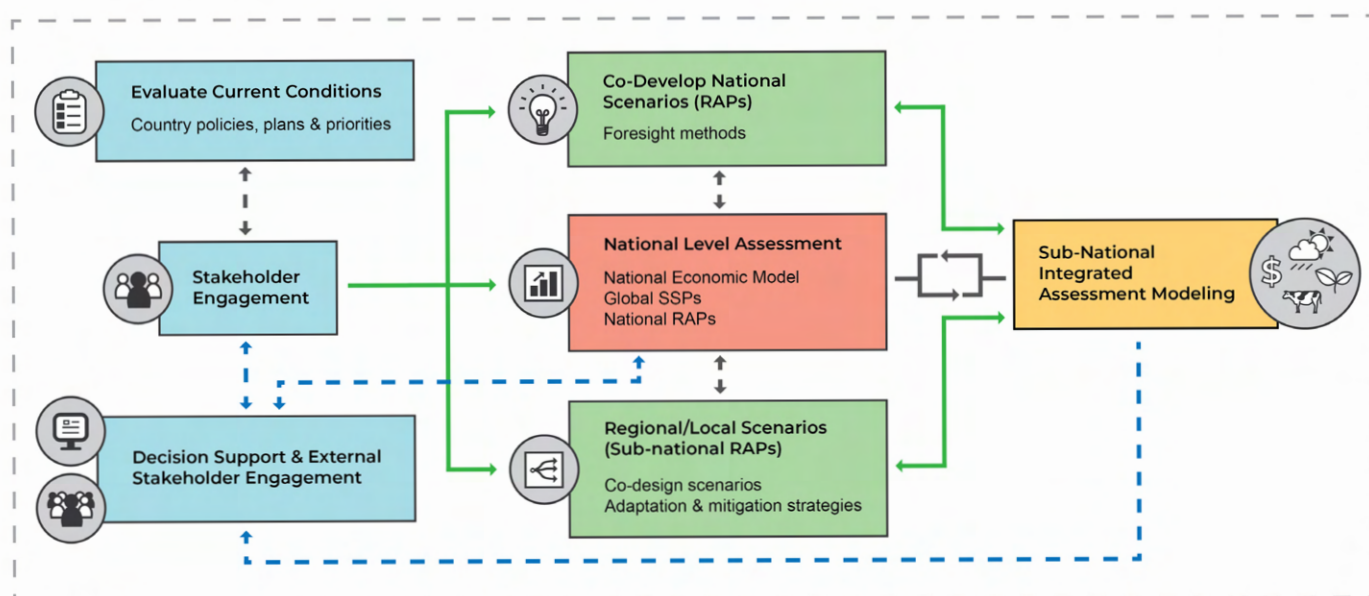 Evaluate Current Conditions
Country policies, plans & priorities
Stakeholder
Engagement
Decision Support & External
Stakeholder Engagement
Co-Develop National
Scenarios (RAPs)
Foresight methods
National Level Assessment
National Economic Model
Global SSPs
National RAPs
Regional/Local Scenarios
(Sub-national RAPs)
Co-design scenarios
Adaptation & mitigation strategies
Sub-National
Integrated
Assessment Modeling
$